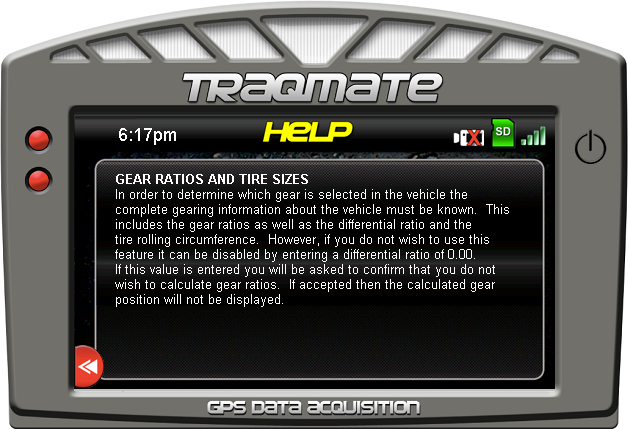 TRAQMATE
6:17pm
HELP
SD
GEAR RATIOS AND TIRE SIZES
In order to determine which gear is selected in the vehicle the
complete gearing information about the vehicle must be known.  This
includes the gear ratios as well as the differential ratio and the
tire rolling circumference.  However, if you do not wish to use this
feature it can be disabled by entering a differential ratio of 0.00.
If this value is entered you will be asked to confirm that you do not
wish to calculate gear ratios.  If accepted then the calculated gear
position will not be displayed.
GPS DATA ACQUISITION